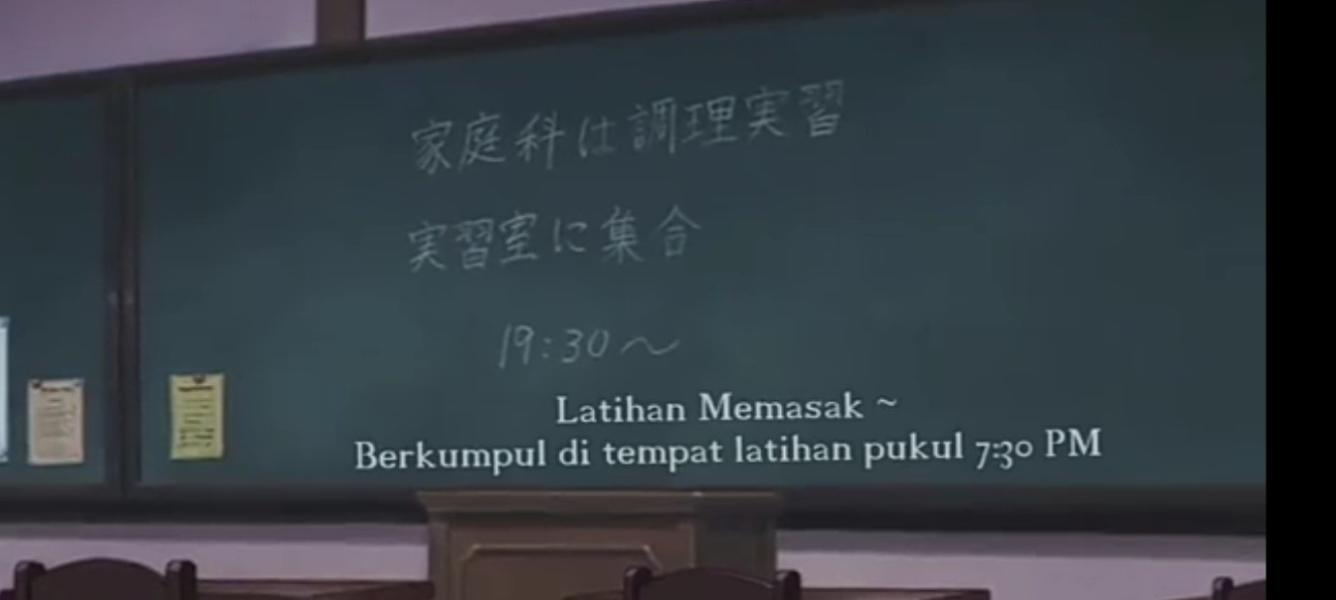 家庭科は調理実習
実習室に集合
19:30～
Latihan Memasak ~
Berkumpul di tempat latihan pukul 7:30 PM